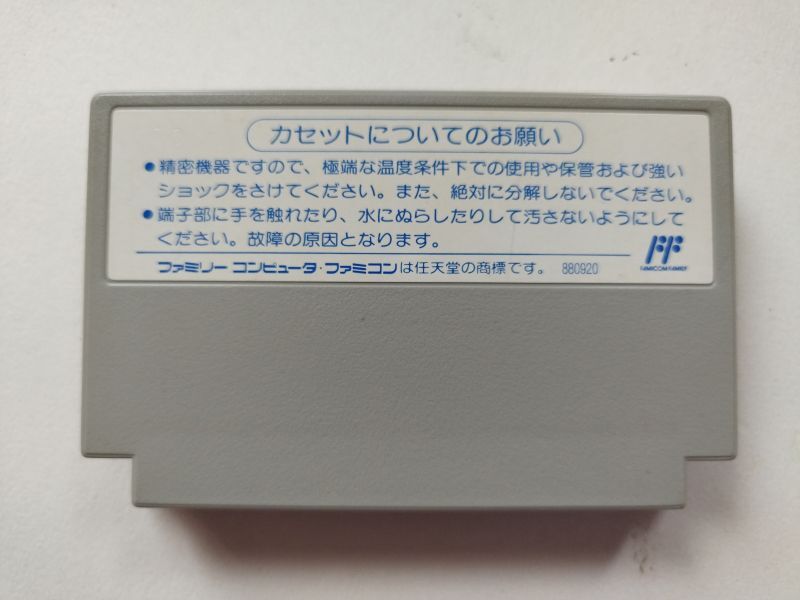 カセットについてのお願い
●精密機器ですので、極端な温度条件下での使用や保管および強い
ショックをさけてください。また、絶対に分解しないでください。
●端子部に手を触れたり、水にぬらしたりして汚さないようにして
ください。故障の原因となります。
FF
FAMICOM FAMILY
ファミリー コンピュータ・ファミコンは任天堂の商標です。 880920